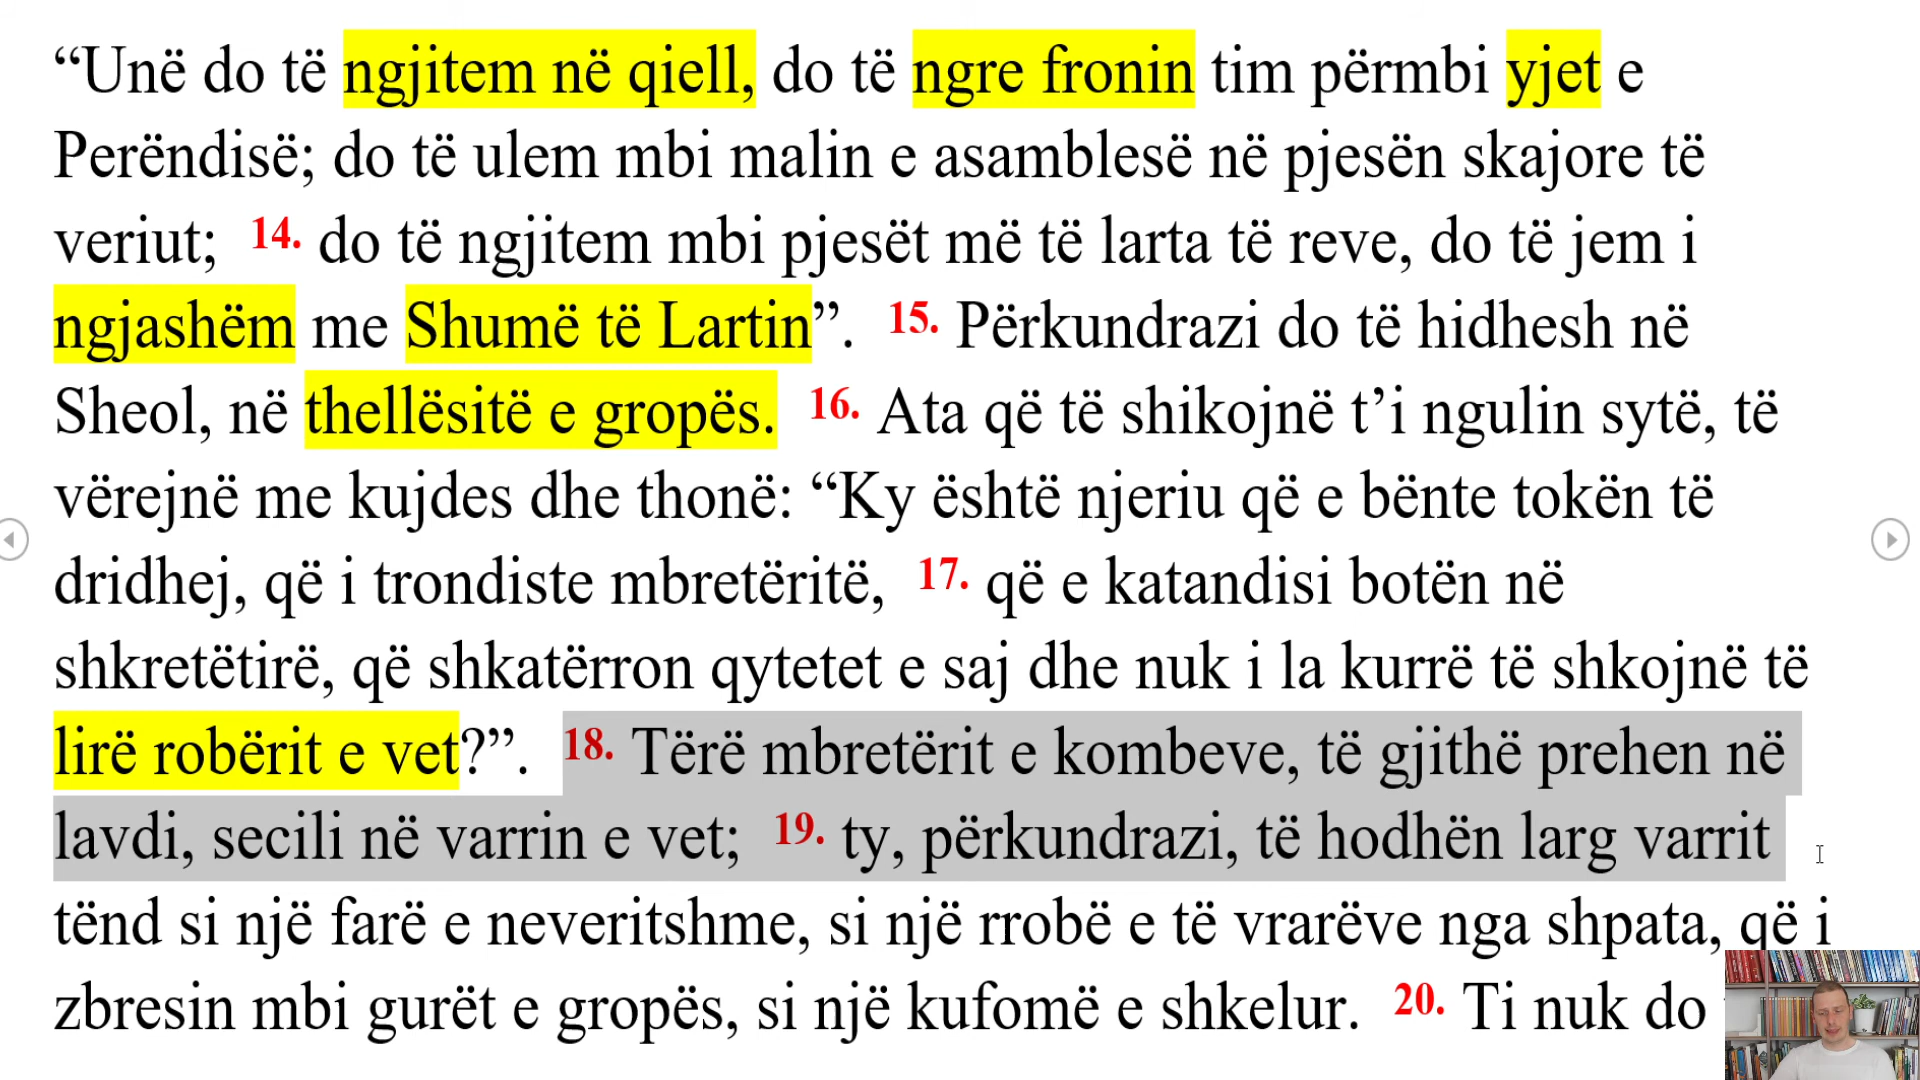 “Unë do të ngjitem në qiell, do të ngre fronin tim përmbi yjet e
Perëndisë; do të ulem mbi malin e asamblesë në pjesën skajore të
veriut; 14. do të ngjitem mbi pjesët më të larta të reve, do të jem i
ngjashëm me Shumë të Lartin”. 15. Përkundrazi do të hidhesh në
Sheol, në thellësitë e gropës. 16. Ata që të shikojnë t’i ngulin sytë, të
vërejnë me kujdes dhe thonë: “Ky është njeriu që e bënte tokën të
dridhej, që i trondiste mbretëritë, 17. që e katandisi botën në
shkretëtirë, që shkatërron qytetet e saj dhe nuk i la kurrë të shkojnë të
lirë robërit e vet?”. 18. Tërë mbretërit e kombeve, të gjithë prehen në
lavdi, secili në varrin e vet; 19. ty, përkundrazi, të hodhën larg varrit
tënd si një farë e neveritshme, si një rrobë e të vrarëve nga shpata, që i
zbresin mbi gurët e gropës, si një kufomë e shkelur. 20. Ti nuk do